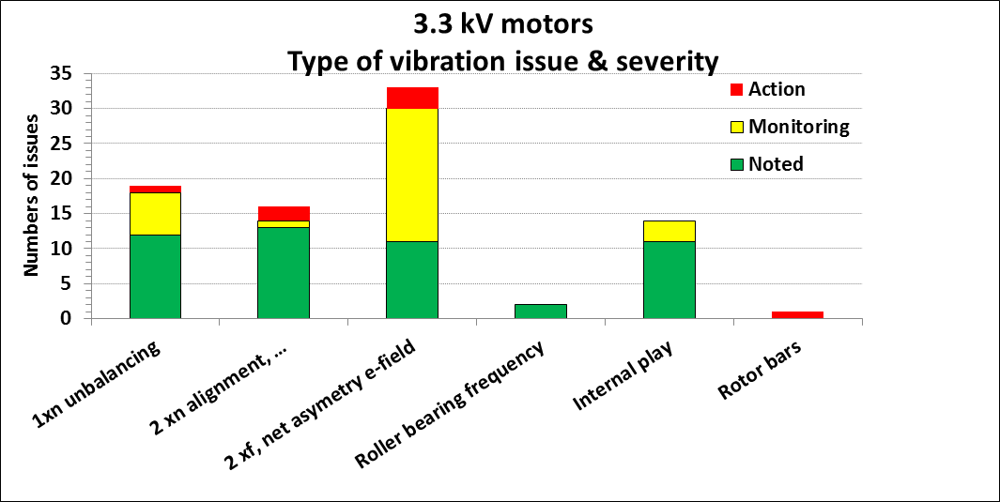 3.3 kV motors
Type of vibration issue & severity
Numbers of issues
35
30
25
20
15
10
5
0
Action
Monitoring
Noted
1xn unbalancing
2 xn alignment, ...
2 xf, net asymetry e-field
Roller bearing frequency
Internal play
Rotor bars